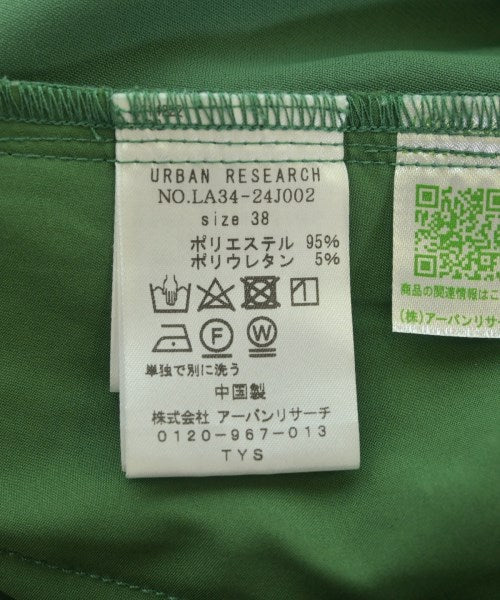 URBAN RESEARCH
NO.LA34-24J002
size 38
ポリエステル 95%
ポリウレタン 5%
F W
単独で別に洗う
中国製
株式会社 アーバンリサーチ
0120-967-013
TYS
商品の関連情報はこ
(株)アーバンリサー